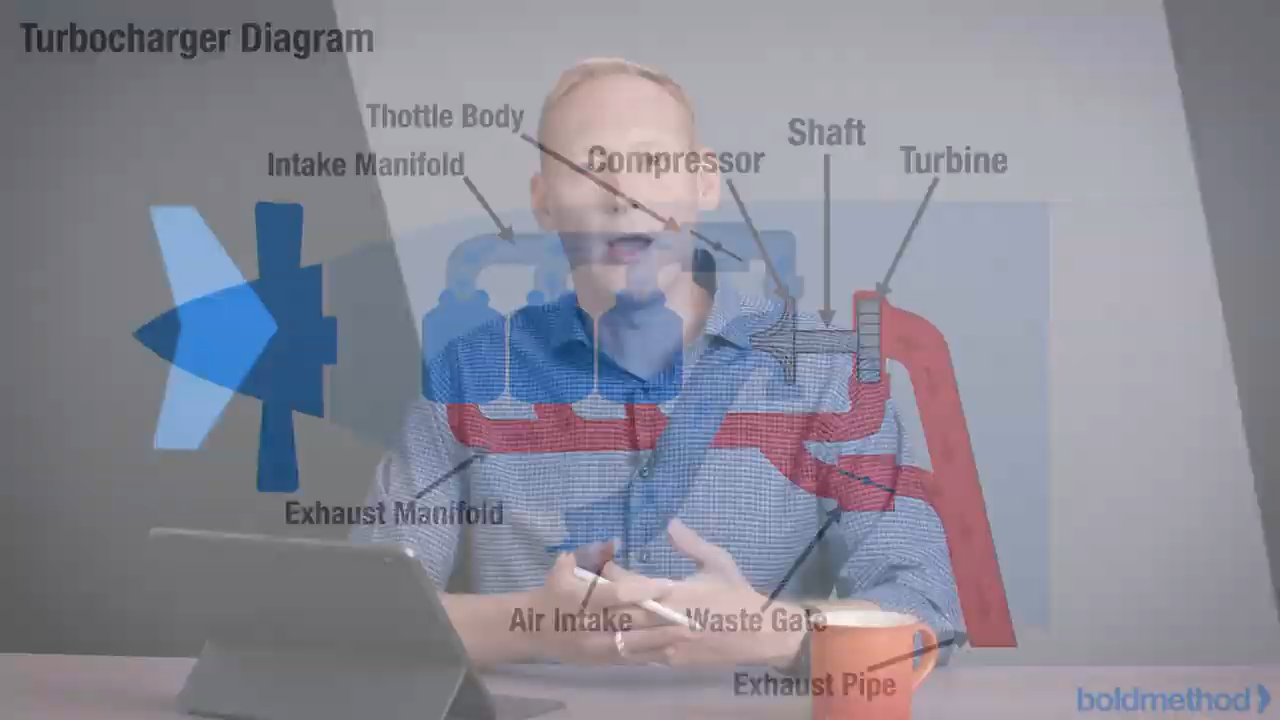 Turbocharger Diagram
Thottle Body
Shaft
Intake Manifold
Compressor
Turbine
Exhaust Manifold
Air Intake
Waste Gate
Exhaust Pipe
boldmethod